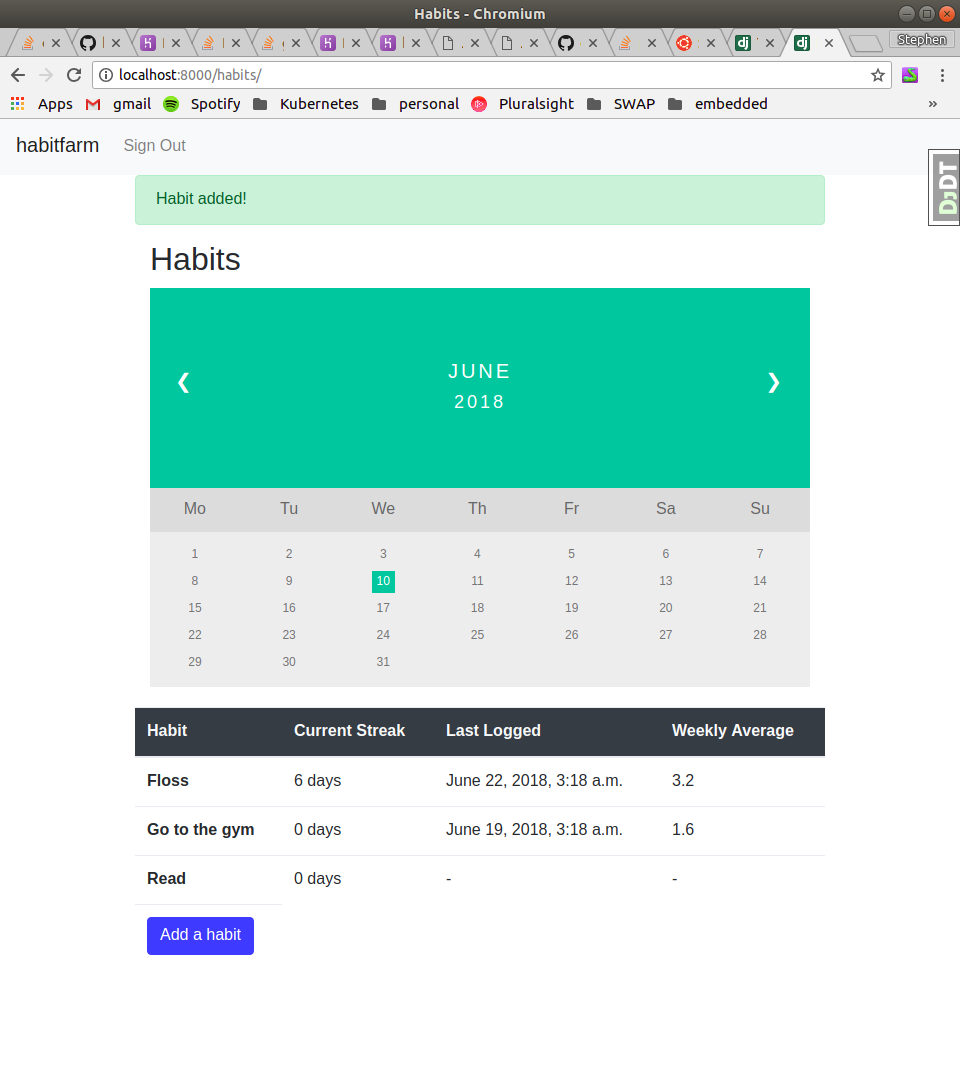 Habits - Chromium
Stephen
localhost:8000/habits/
Apps gmail Spotify Kubernetes personal Pluralsight SWAP embedded »
habitfarm Sign Out
DJDT
Habit added!
Habits
❮ JUNE ❯
2018
Mo Tu We Th Fr Sa Su
1 2 3 4 5 6 7
8 9 10 11 12 13 14
15 16 17 18 19 20 21
22 23 24 25 26 27 28
29 30 31
Habit Current Streak Last Logged Weekly Average
Floss 6 days June 22, 2018, 3:18 a.m. 3.2
Go to the gym 0 days June 19, 2018, 3:18 a.m. 1.6
Read 0 days - -
Add a habit